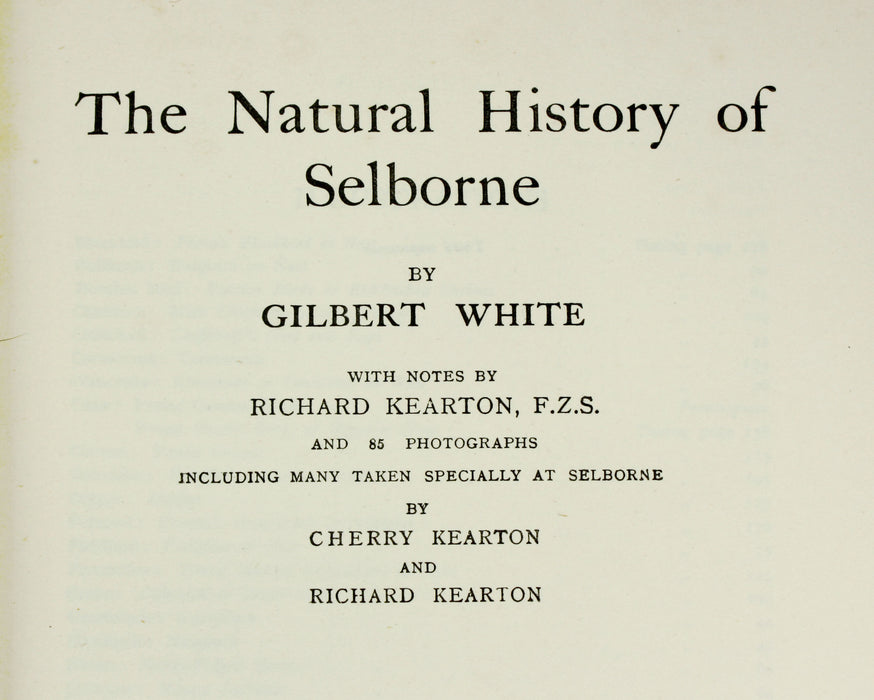 The Natural History of
Selborne
BY
GILBERT WHITE
WITH NOTES BY
RICHARD KEARTON, F.Z.S.
AND 85 PHOTOGRAPHS
INCLUDING MANY TAKEN SPECIALLY AT SELBORNE
BY
CHERRY KEARTON
AND
RICHARD KEARTON